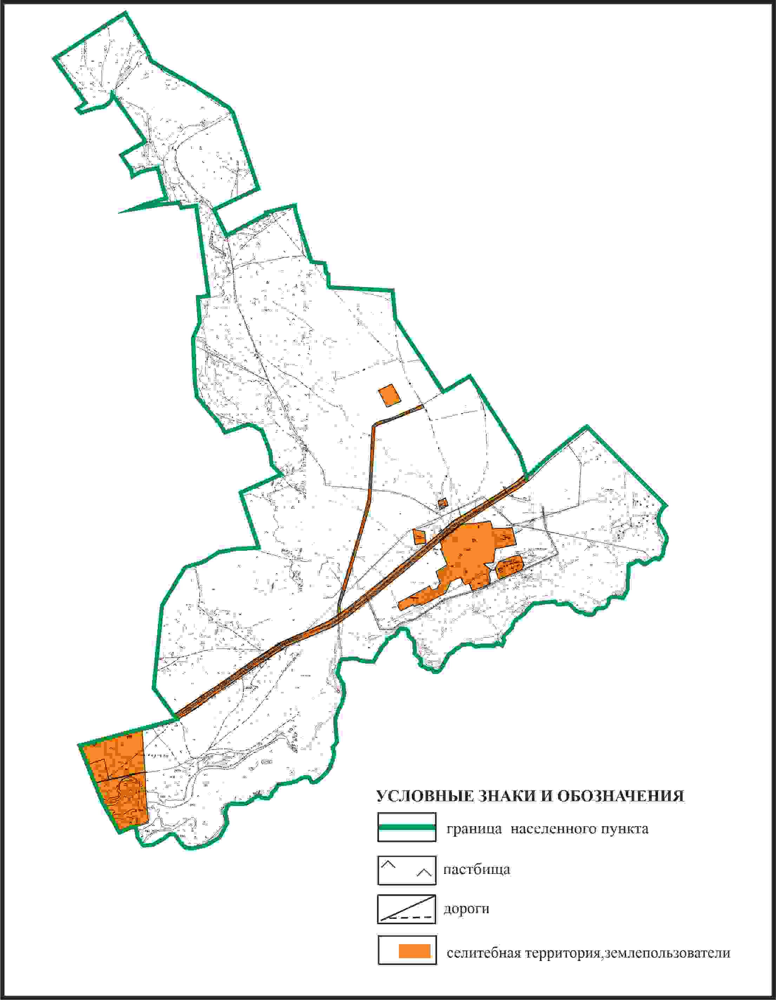 УСЛОВНЫЕ ЗНАКИ И ОБОЗНАЧЕНИЯ
граница населенного пункта
пастбища
дороги
селитебная территория,землепользователи